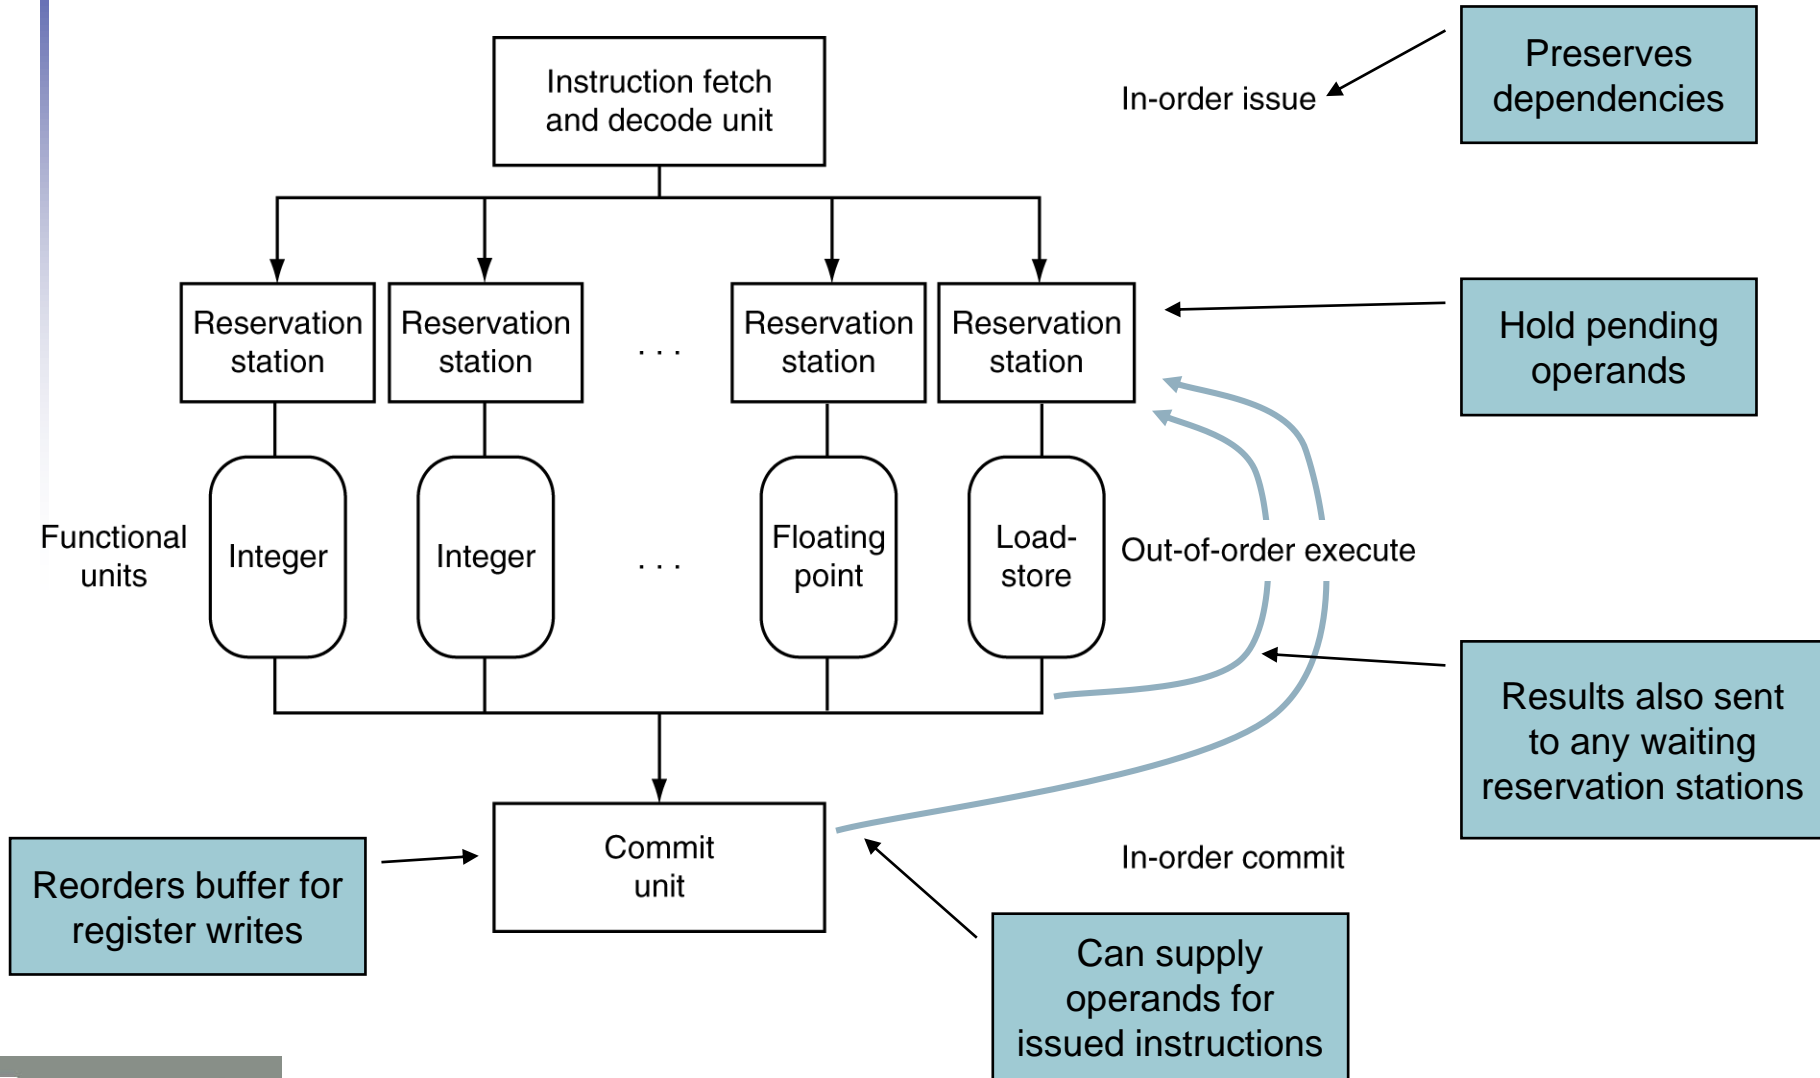 Instruction fetch
and decode unit
In-order issue
Preserves
dependencies
Reservation
station
Reservation
station
. . .
Reservation
station
Reservation
station
Hold pending
operands
Functional
units
Integer
Integer
. . .
Floating
point
Load-
store
Out-of-order execute
Results also sent
to any waiting
reservation stations
Commit
unit
In-order commit
Reorders buffer for
register writes
Can supply
operands for
issued instructions